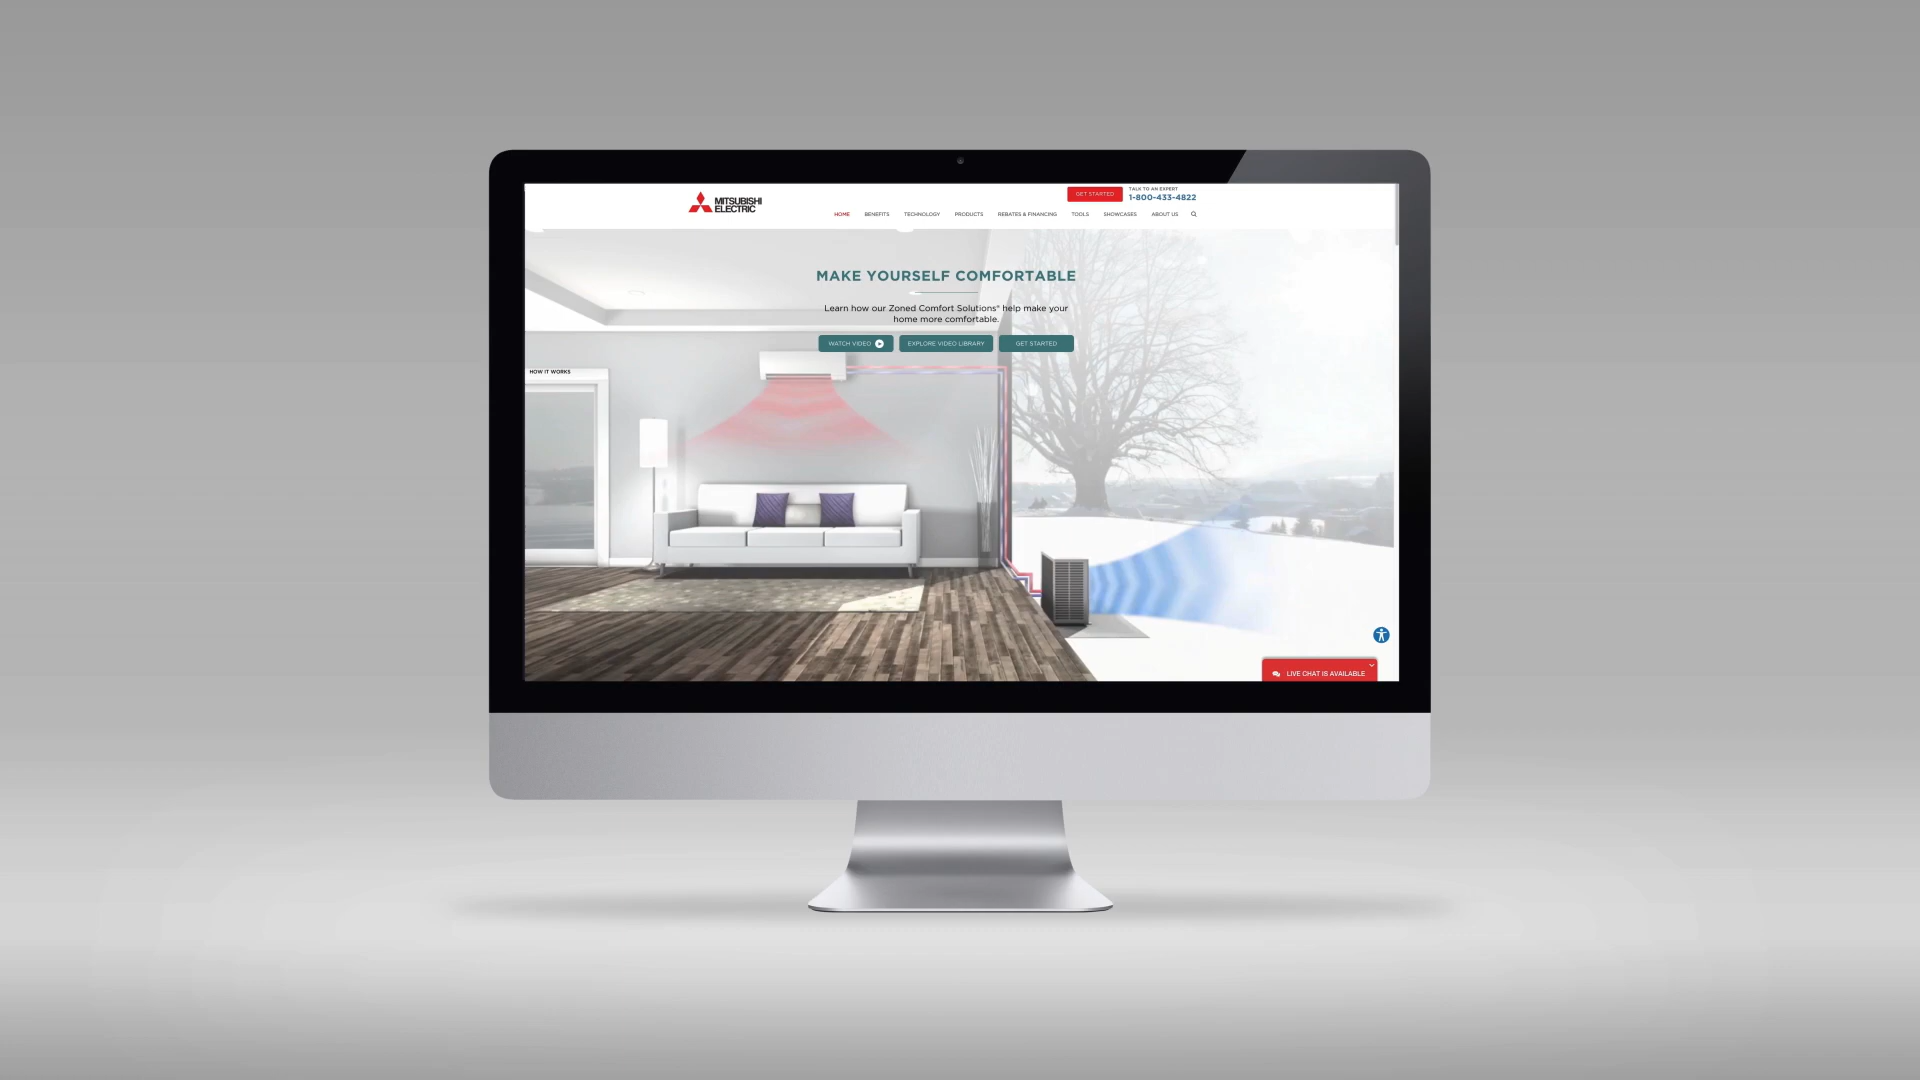 MITSUBISHI
ELECTRIC
GET STARTED
TALK TO AN EXPERT
1-800-433-4822
HOME BENEFITS TECHNOLOGY PRODUCTS REBATES & FINANCING TOOLS SHOWCASES ABOUT US
MAKE YOURSELF COMFORTABLE
Learn how our Zoned Comfort Solutions® help make your
home more comfortable.
WATCH VIDEO EXPLORE VIDEO LIBRARY GET STARTED
HOW IT WORKS
LIVE CHAT IS AVAILABLE